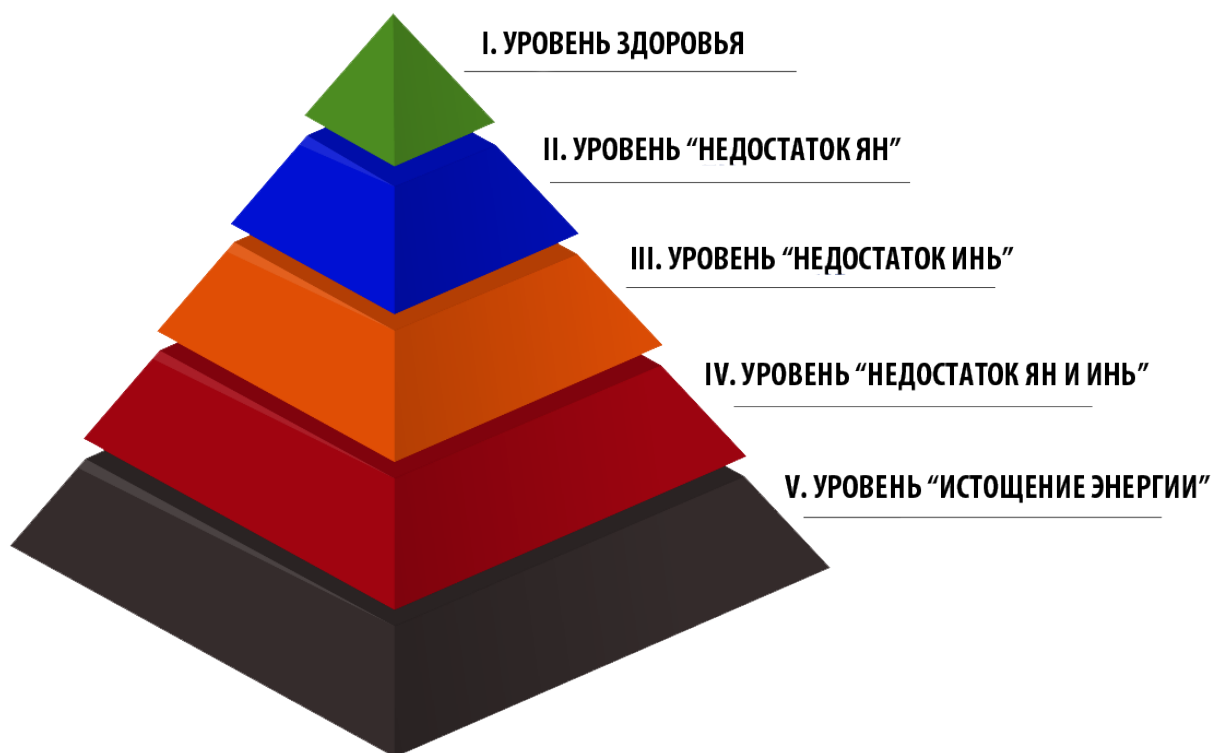 I. УРОВЕНЬ ЗДОРОВЬЯ
II. УРОВЕНЬ “НЕДОСТАТОК ЯН”
III. УРОВЕНЬ “НЕДОСТАТОК ИНЬ”
IV. УРОВЕНЬ “НЕДОСТАТОК ЯН И ИНЬ”
V. УРОВЕНЬ “ИСТОЩЕНИЕ ЭНЕРГИИ”